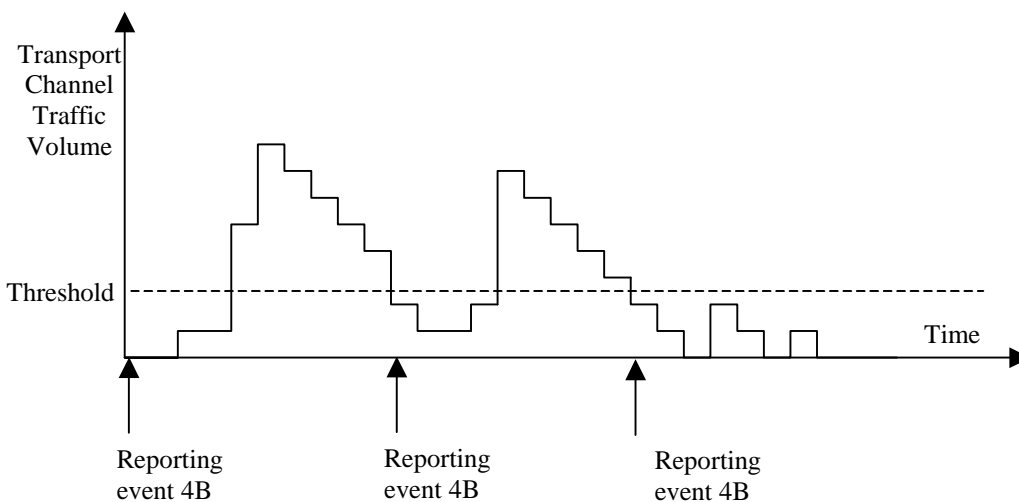 Transport
Channel
Traffic
Volume
Threshold
Time
Reporting
event 4B
Reporting
event 4B
Reporting
event 4B